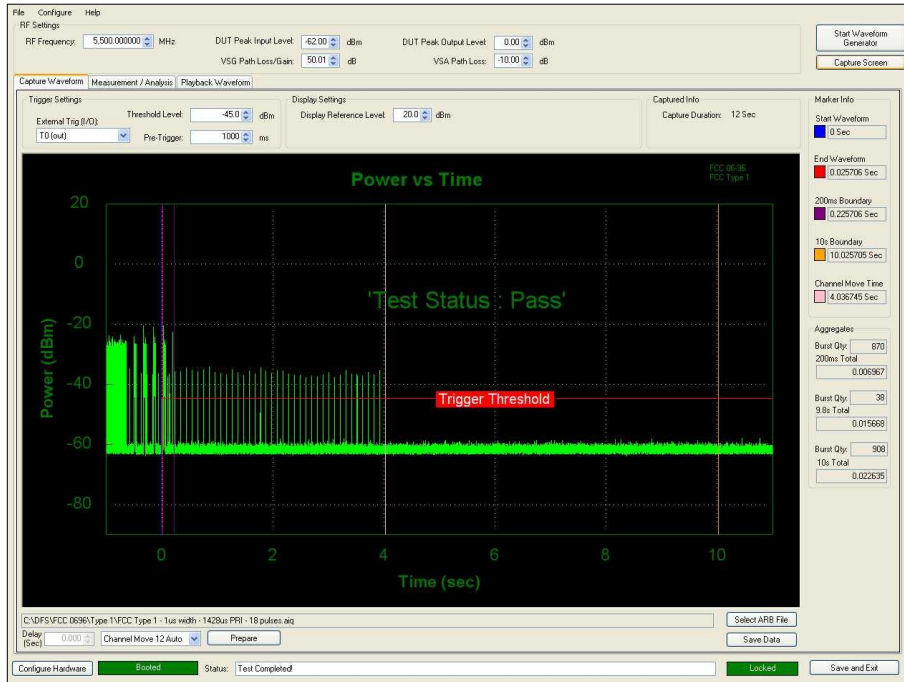 File Configure Help
RF Settings
RF Frequency: 5,500.000000 MHz
DUT Peak Input Level: -62.00 dBm
DUT Peak Output Level: 0.00 dBm
VSG Path Loss/Gain: 50.01 dB
VSA Path Loss: -10.00 dB
Start Waveform Generator
Capture Screen
Capture Waveform Measurement / Analysis Playback Waveform
Trigger Settings
External Trig (I/O):
T0 (out)
Threshold Level: -45.0 dBm
Pre-Trigger: 1000 ms
Display Settings
Display Reference Level: 20.0 dBm
Captured Info
Capture Duration: 12 Sec
Marker Info
Start Waveform
0 Sec
End Waveform
0.025706 Sec
200ms Boundary
0.225706 Sec
10s Boundary
10.025705 Sec
Channel Move Time
4.036745 Sec
Aggregates
Burst Qty: 870
200ms Total
0.006967
Burst Qty: 38
9.8s Total
0.015668
Burst Qty: 908
10s Total
0.022635
Power vs Time
FCC 06-96
FCC Type 1
'Test Status : Pass'
Trigger Threshold
Power (dBm)
20
0
-20
-40
-60
-80
0 2 4 6 8 10
Time (sec)
C:\DFS\FCC 0696\Type 1\FCC Type 1 - 1us width - 1428us PRI - 18 pulses.aiq
Select ARB File
Delay (Sec) 0.000 Channel Move 12 Auto Prepare
Save Data
Configure Hardware Booted Status: Test Completed! Locked Save and Exit